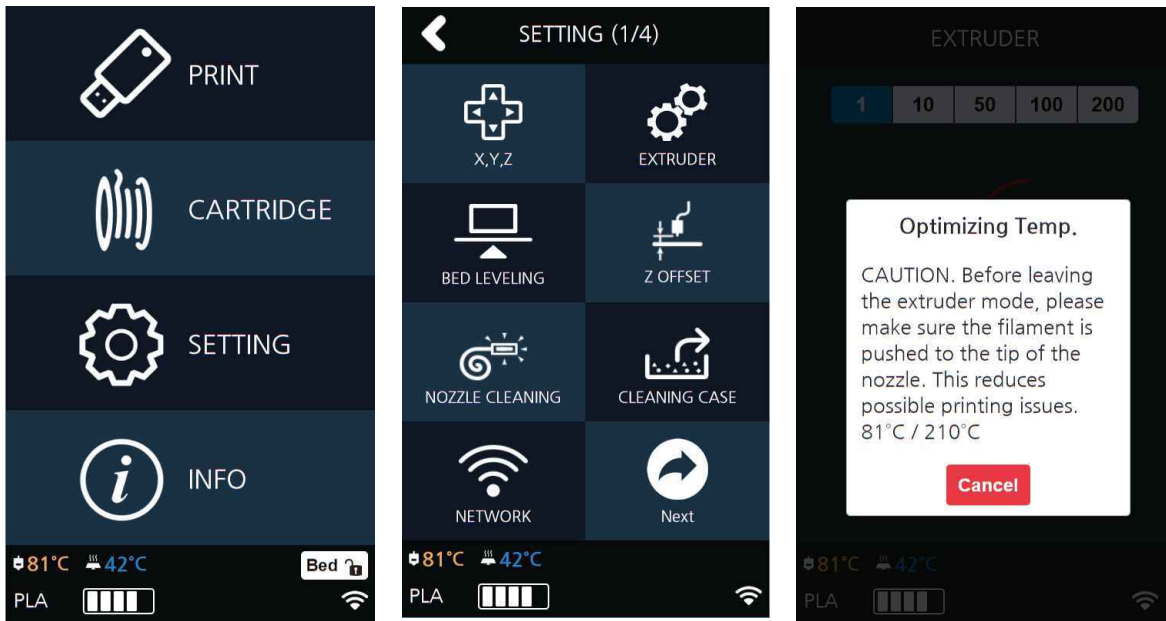 PRINT
CARTRIDGE
SETTING
INFO
81°C 42°C
Bed
PLA
SETTING (1/4)
X,Y,Z
EXTRUDER
BED LEVELING
Z OFFSET
NOZZLE CLEANING
CLEANING CASE
NETWORK
Next
81°C 42°C
PLA
EXTRUDER
1 10 50 100 200
Optimizing Temp.
CAUTION. Before leaving
the extruder mode, please
make sure the filament is
pushed to the tip of the
nozzle. This reduces
possible printing issues.
81°C / 210°C
Cancel
81°C 42°C
PLA